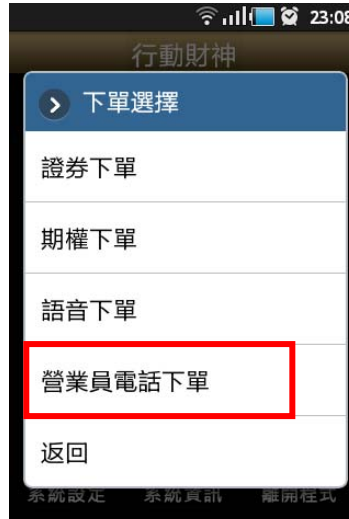 23:08
行動財神
下單選擇
證券下單
期權下單
語音下單
營業員電話下單
返回
系統設定 系統資訊 離開程式